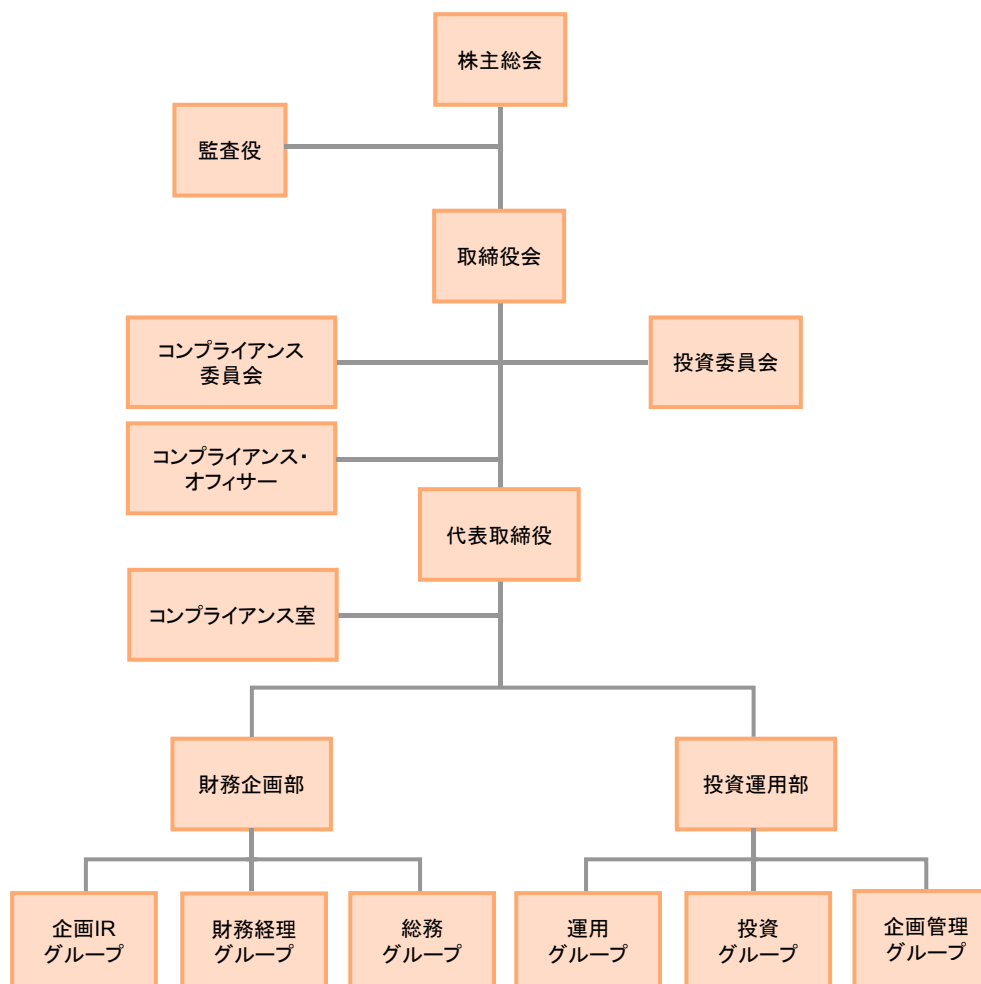 株主総会
監査役
取締役会
コンプライアンス
委員会
投資委員会
コンプライアンス・
オフィサー
代表取締役
コンプライアンス室
財務企画部
投資運用部
企画IR
グループ
財務経理
グループ
総務
グループ
運用
グループ
投資
グループ
企画管理
グループ